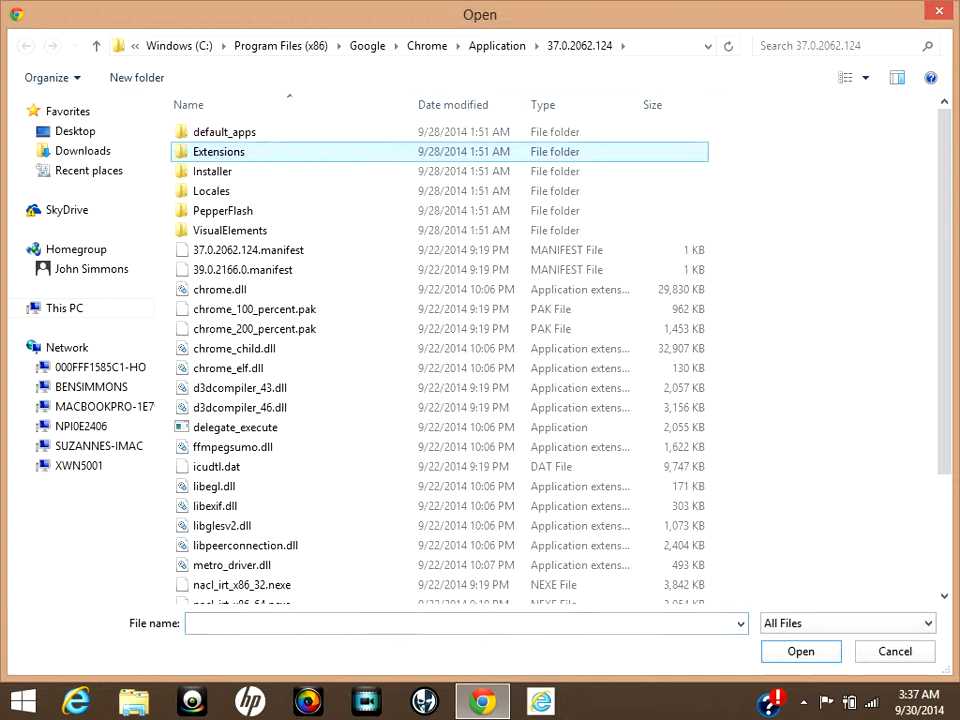 Open
« Windows (C:) Program Files (x86) Google Chrome Application 37.0.2062.124
Search 37.0.2062.124
Organize New folder
Name Date modified Type Size
Favorites
Desktop
Downloads
Recent places
SkyDrive
Homegroup
John Simmons
This PC
Network
000FFF1585C1-HO
BENSIMMONS
MACBOOKPRO-1E7
NPI0E2406
SUZANNES-IMAC
XWN5001
default_apps 9/28/2014 1:51 AM File folder
Extensions 9/28/2014 1:51 AM File folder
Installer 9/28/2014 1:51 AM File folder
Locales 9/28/2014 1:51 AM File folder
PepperFlash 9/28/2014 1:51 AM File folder
VisualElements 9/28/2014 1:51 AM File folder
37.0.2062.124.manifest 9/22/2014 9:19 PM MANIFEST File 1 KB
39.0.2166.0.manifest 9/22/2014 9:19 PM MANIFEST File 1 KB
chrome.dll 9/22/2014 10:06 PM Application extens... 29,830 KB
chrome_100_percent.pak 9/22/2014 9:19 PM PAK File 962 KB
chrome_200_percent.pak 9/22/2014 9:19 PM PAK File 1,453 KB
chrome_child.dll 9/22/2014 10:06 PM Application extens... 32,907 KB
chrome_elf.dll 9/22/2014 10:06 PM Application extens... 130 KB
d3dcompiler_43.dll 9/22/2014 9:19 PM Application extens... 2,057 KB
d3dcompiler_46.dll 9/22/2014 9:19 PM Application extens... 3,156 KB
delegate_execute 9/22/2014 10:06 PM Application 2,055 KB
ffmpegsumo.dll 9/22/2014 10:06 PM Application extens... 1,622 KB
icudtl.dat 9/22/2014 9:19 PM DAT File 9,747 KB
libegl.dll 9/22/2014 10:06 PM Application extens... 171 KB
libexif.dll 9/22/2014 10:06 PM Application extens... 303 KB
libglesv2.dll 9/22/2014 10:06 PM Application extens... 1,073 KB
libpeerconnection.dll 9/22/2014 10:06 PM Application extens... 2,404 KB
metro_driver.dll 9/22/2014 10:07 PM Application extens... 493 KB
nacl_irt_x86_32.nexe 9/22/2014 9:19 PM NEXE File 3,842 KB
File name: All Files
Open Cancel
hp
3:37 AM
9/30/2014